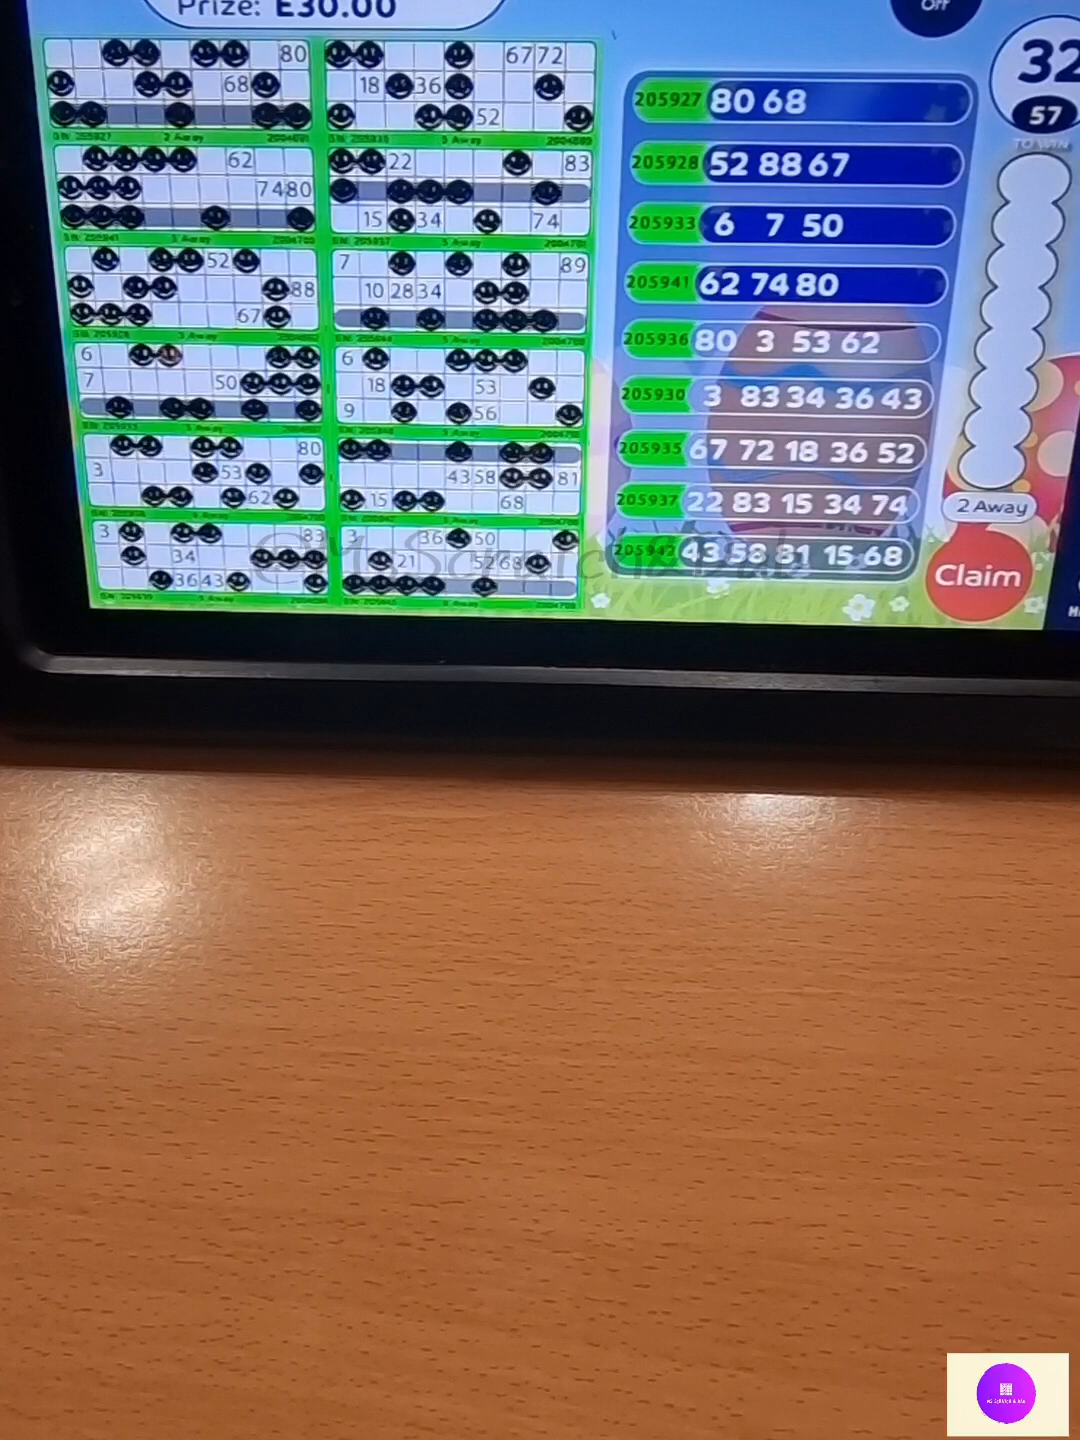 Prize: £30.00
Off
80
68
67 72
18 36
52
62
74 80
22 83
15 34 74
52
88
67
7 89
10 28 34
6
7 50
6
18 53
9 56
80
3 53
62
43 58 81
15 68
3 83
34
36 43
3 36 50
21 52 68
205927 80 68
205928 52 88 67
205933 6 7 50
205941 62 74 80
205936 80 3 53 62
205930 3 83 34 36 43
205935 67 72 18 36 52
205937 22 83 15 34 74
205942 43 58 81 15 68
32
57
TO WIN
2 Away
Claim